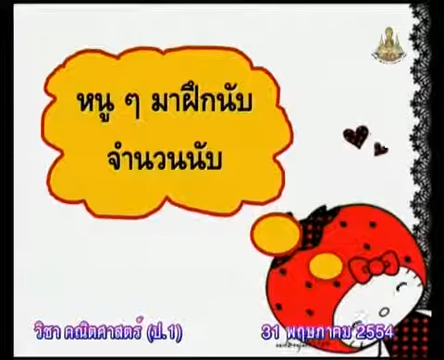 หนู ๆ มาฝึกนับ
จำนวนนับ
วิชา คณิตศาสตร์ (ป.1)
31 พฤษภาคม 2554